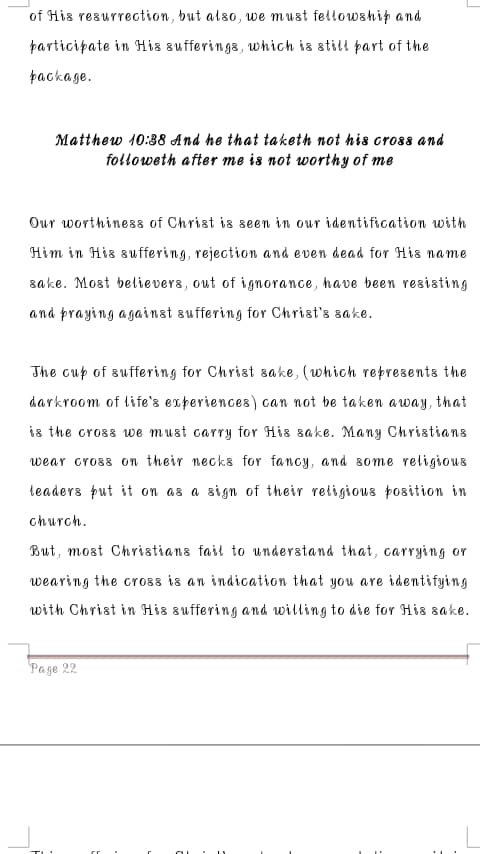 of His resurrection, but also, we must fellowship and
participate in His sufferings, which is still part of the
package.
Matthew 10:38 And he that taketh not his cross and
followeth after me is not worthy of me
Our worthiness of Christ is seen in our identification with
Him in His suffering, rejection and even dead for His name
sake. Most believers, out of ignorance, have been resisting
and praying against suffering for Christ's sake.
The cup of suffering for Christ sake, (which represents the
darkroom of life's experiences) can not be taken away, that
is the cross we must carry for His sake. Many Christians
wear cross on their necks for fancy, and some religious
leaders put it on as a sign of their religious position in
church.
But, most Christians fail to understand that, carrying or
wearing the cross is an indication that you are identifying
with Christ in His suffering and willing to die for His sake.
Page 22